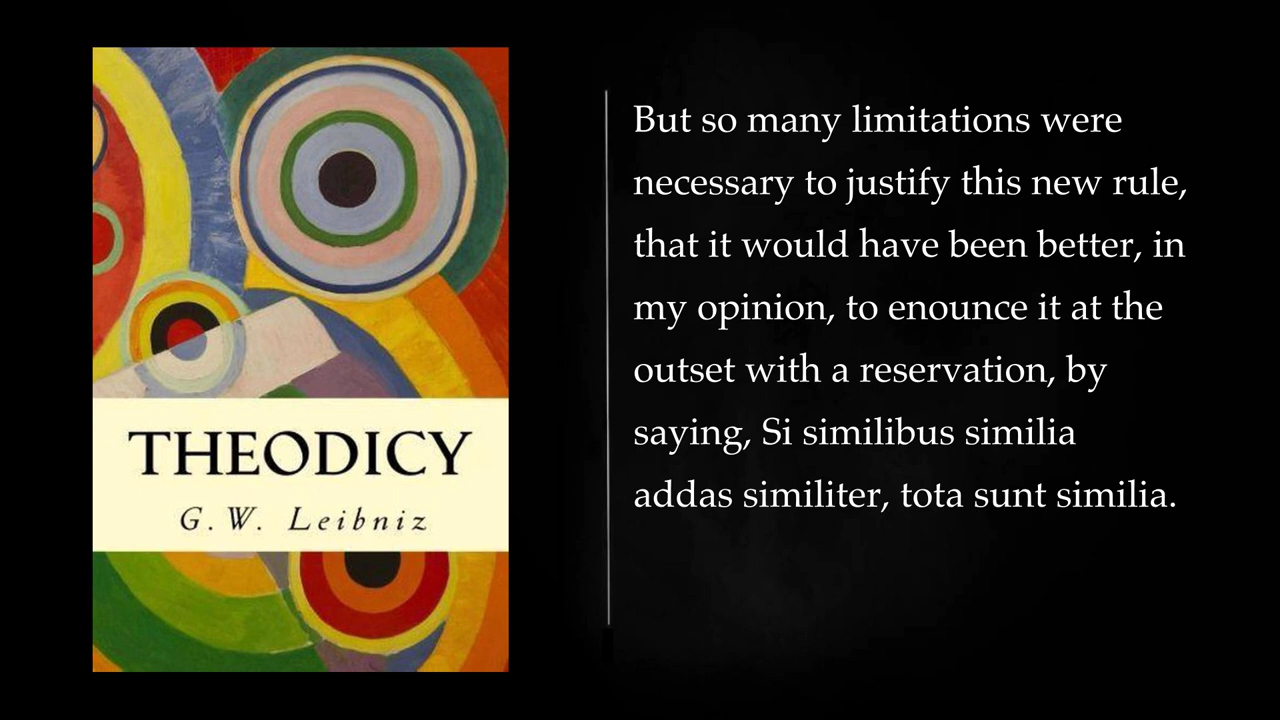 THEODICY
G. W. Leibniz
But so many limitations were
necessary to justify this new rule,
that it would have been better, in
my opinion, to enounce it at the
outset with a reservation, by
saying, Si similibus similia
addas similiter, tota sunt similia.